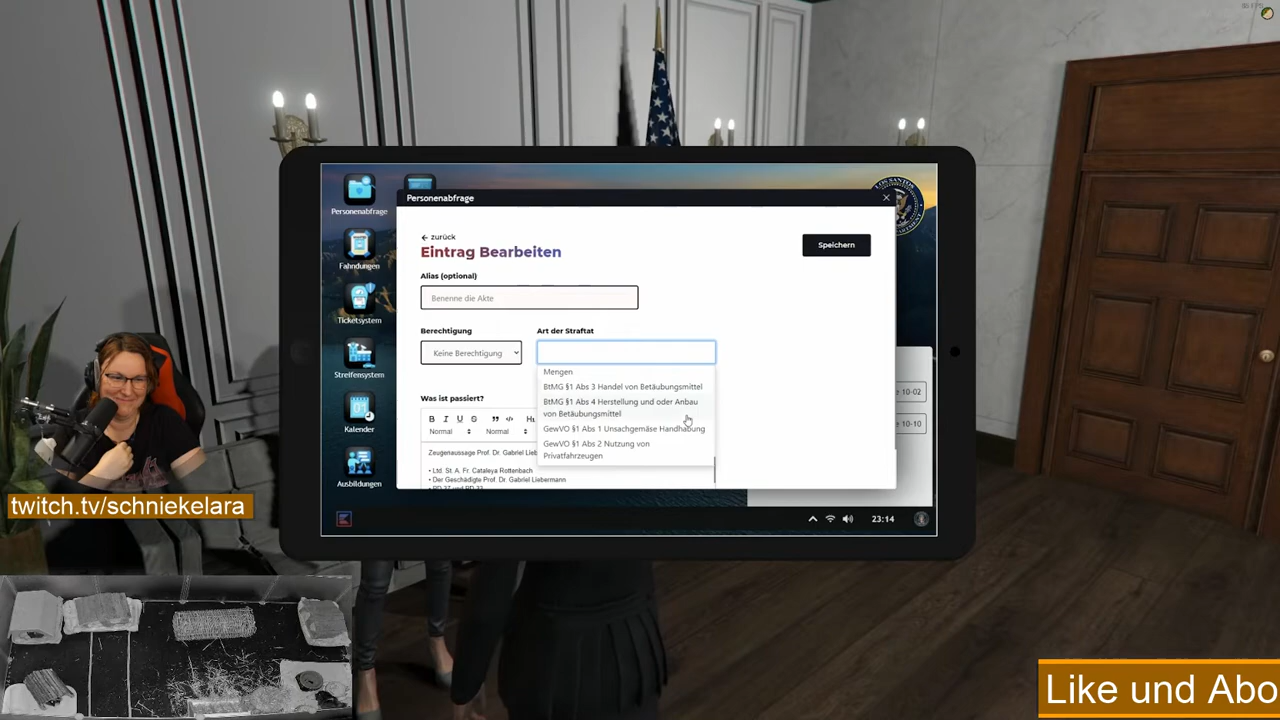 Personenabfrage
Personenabfrage
zurück
Eintrag Bearbeiten
Speichern
Alias (optional)
Benenne die Akte
Berechtigung
Art der Straftat
Keine Berechtigung
Mengen
BtMG §1 Abs 3 Handel von Betäubungsmittel
BtMG §1 Abs 4 Herstellung und oder Anbau
von Betäubungsmittel
GewVO §1 Abs 1 Unsachgemäse Handhabung
GewVO §1 Abs 2 Nutzung von
Privatfahrzeugen
Was ist passiert?
B I U S
Normal Normal
Zeugenaussage Prof. Dr. Gabriel
• Ltd. St. A. Fr. Cataleya Rottenbach
• Der Geschädigte Prof. Dr. Gabriel Liebermann
Fahndungen
Ticketsystem
Streifensystem
Kalender
Ausbildungen
LOS SANTOS
e 10-02
e 10-10
23:14
twitch.tv/schniekelara
Like und Abo